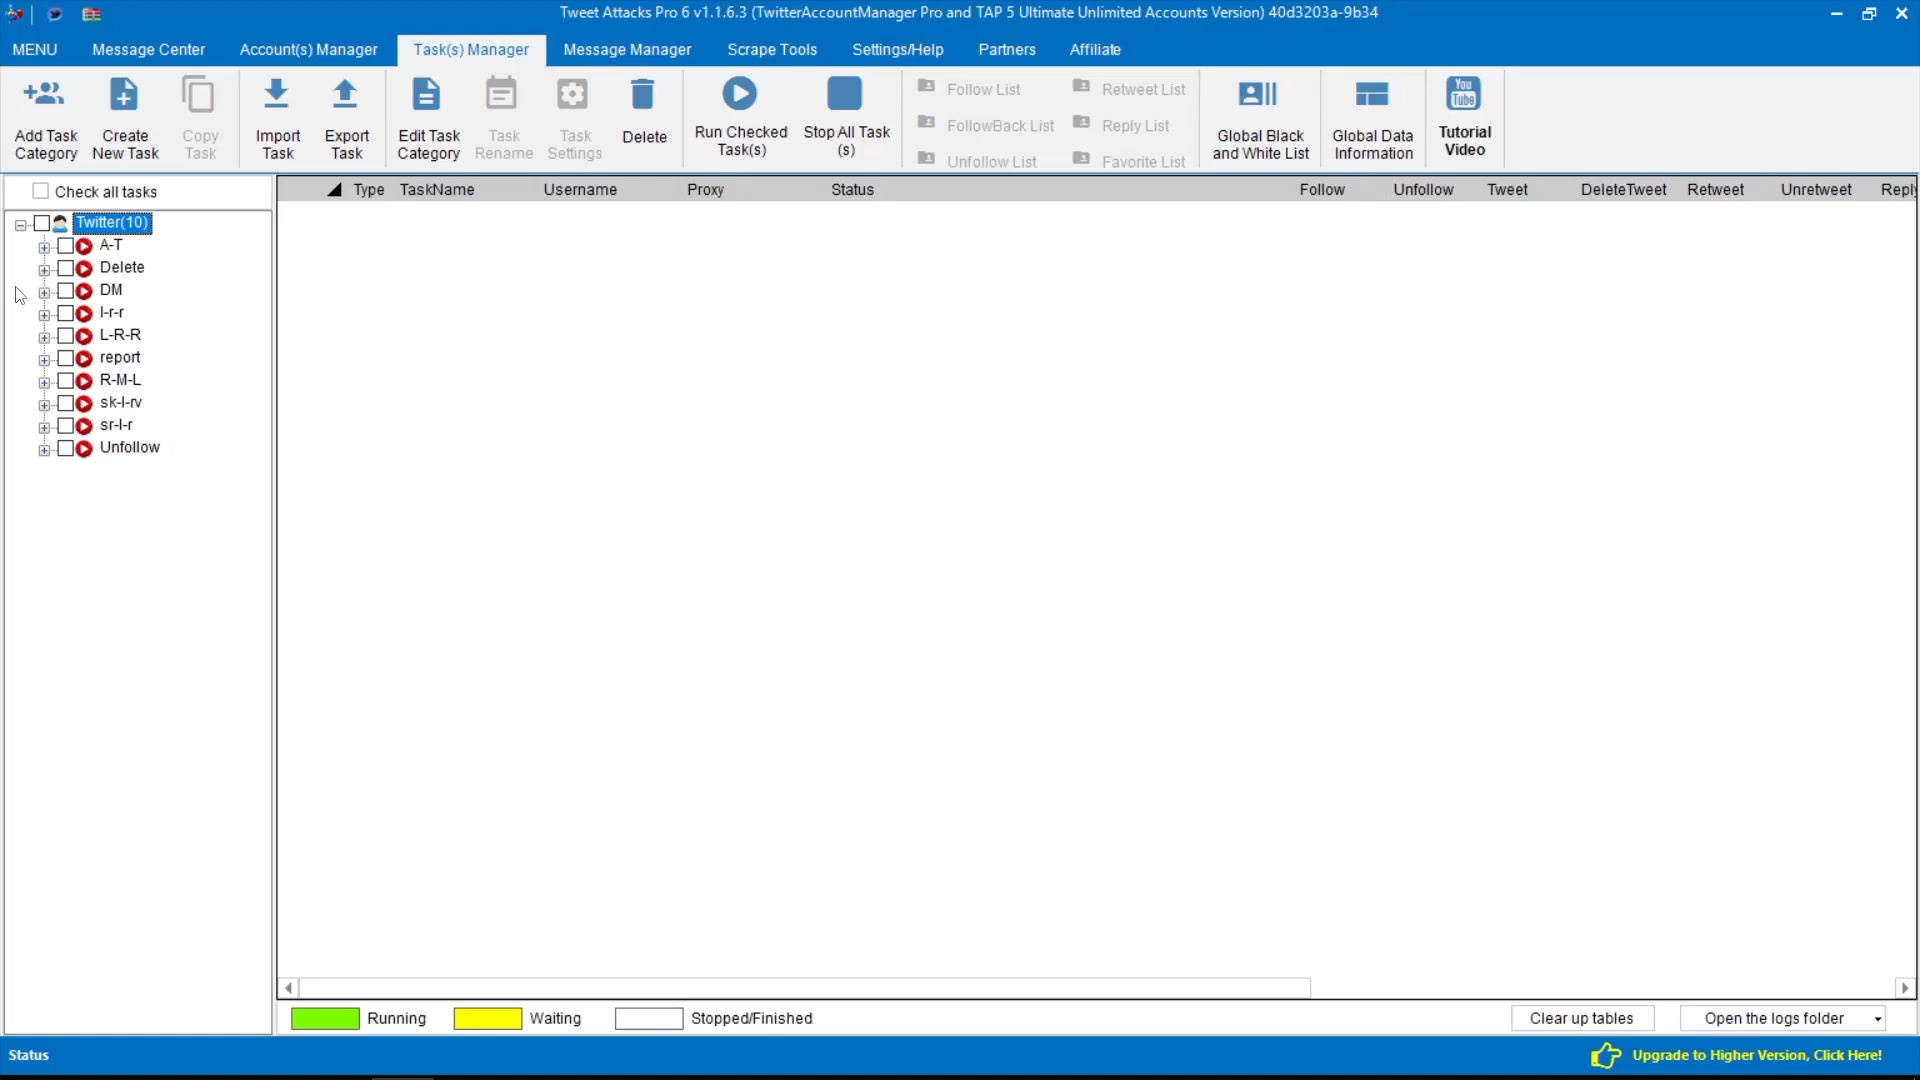 Tweet Attacks Pro 6 v1.1.6.3 (TwitterAccountManager Pro and TAP 5 Ultimate Unlimited Accounts Version) 40d3203a-9b34
MENU Message Center Account(s) Manager Task(s) Manager Message Manager Scrape Tools Settings/Help Partners Affiliate
Add Task Category
Create New Task
Copy Task
Import Task
Export Task
Edit Task Category
Task Rename
Task Settings
Delete
Run Checked Task(s)
Stop All Task (s)
Follow List
FollowBack List
Unfollow List
Retweet List
Reply List
Favorite List
Global Black and White List
Global Data Information
You Tube
Tutorial Video
Check all tasks
Type TaskName Username Proxy Status Follow Unfollow Tweet DeleteTweet Retweet Unretweet Reply
Twitter(10)
A-T
Delete
DM
l-r-r
L-R-R
report
R-M-L
sk-l-rv
sr-l-r
Unfollow
Running Waiting Stopped/Finished Clear up tables Open the logs folder
Status Upgrade to Higher Version, Click Here!